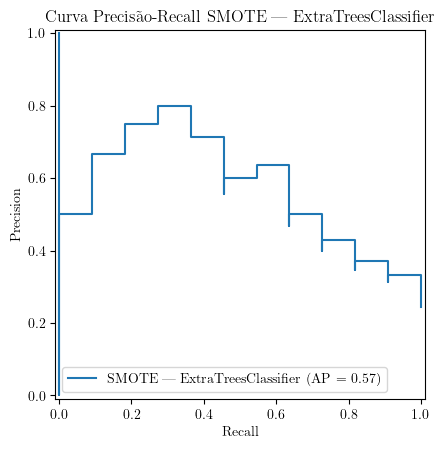 Curva Precisão-Recall SMOTE — ExtraTreesClassifier
1.0
0.8
0.6
0.4
0.2
0.0
Precision
SMOTE — ExtraTreesClassifier (AP = 0.57)
0.0 0.2 0.4 0.6 0.8 1.0
Recall